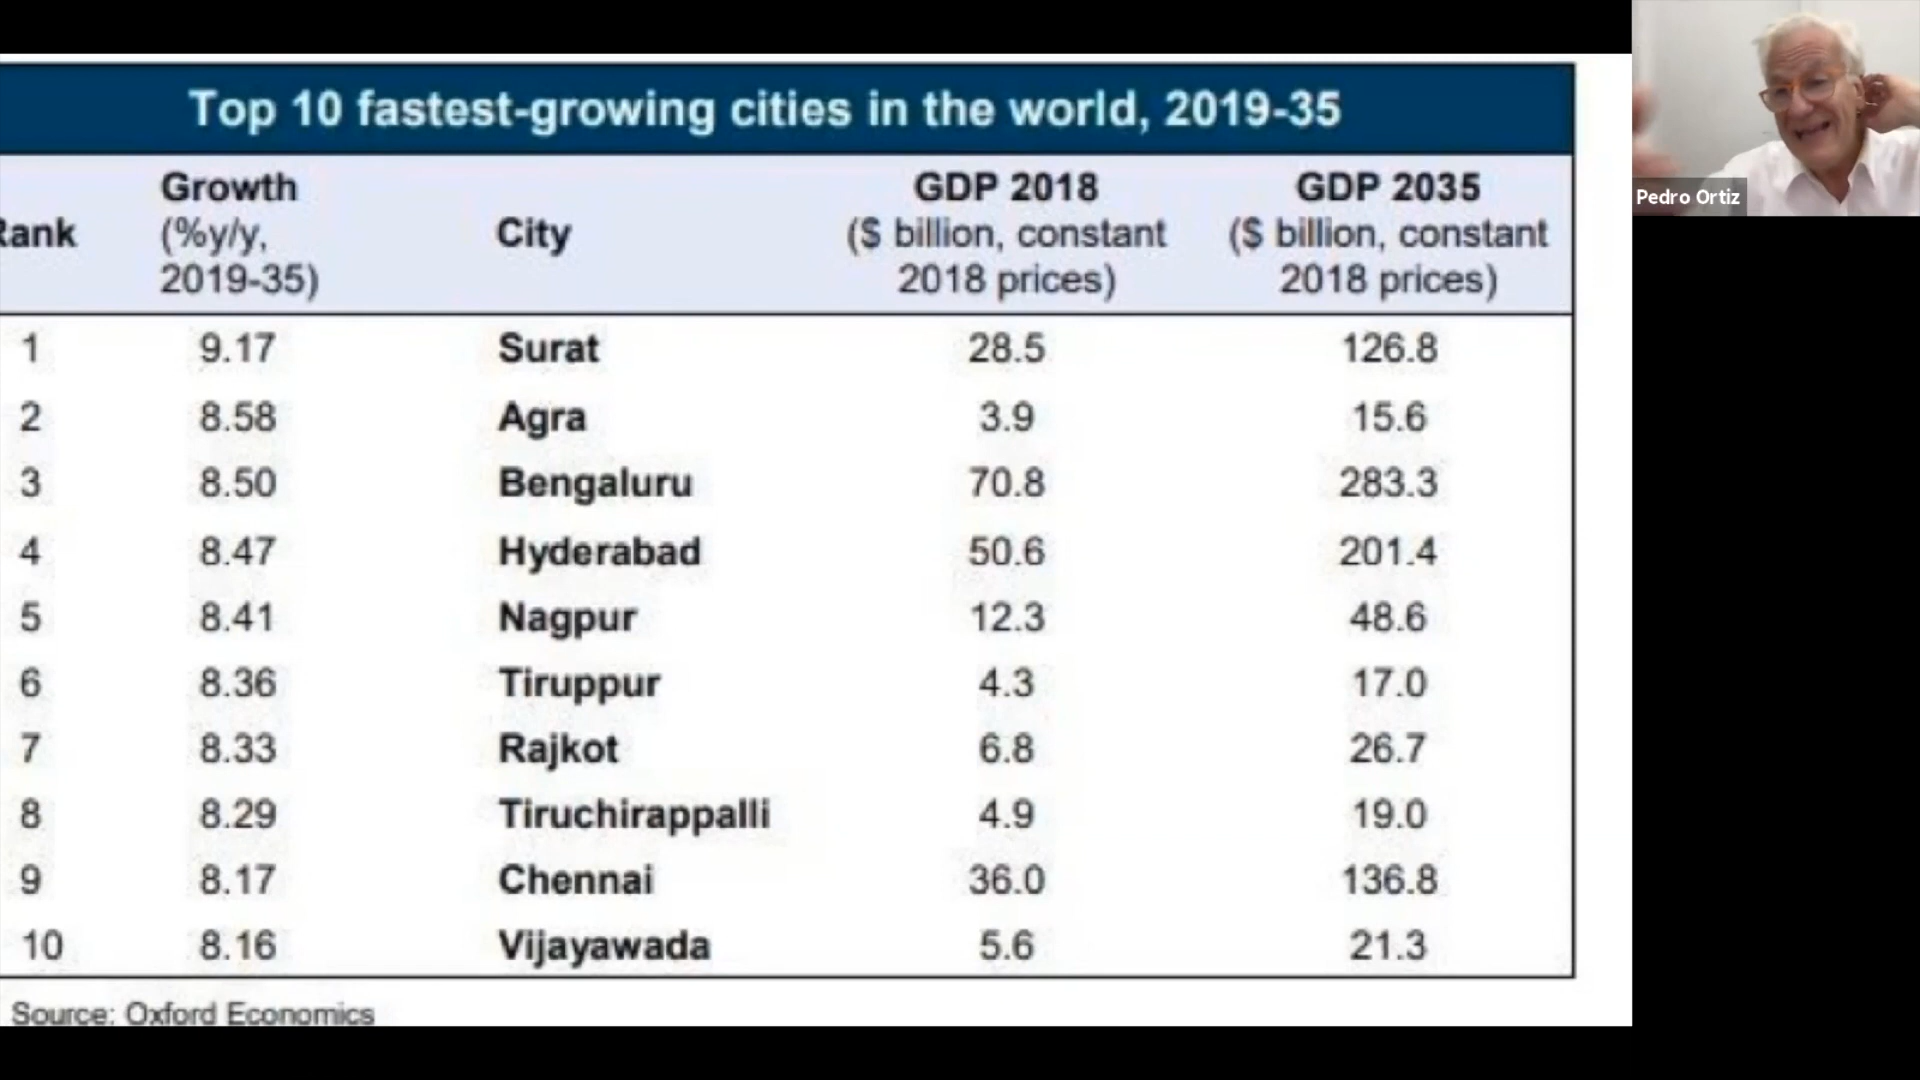 Top 10 fastest-growing cities in the world, 2019-35
Rank Growth (%y/y, 2019-35) City GDP 2018 ($ billion, constant 2018 prices) GDP 2035 ($ billion, constant 2018 prices)
1 9.17 Surat 28.5 126.8
2 8.58 Agra 3.9 15.6
3 8.50 Bengaluru 70.8 283.3
4 8.47 Hyderabad 50.6 201.4
5 8.41 Nagpur 12.3 48.6
6 8.36 Tiruppur 4.3 17.0
7 8.33 Rajkot 6.8 26.7
8 8.29 Tiruchirappalli 4.9 19.0
9 8.17 Chennai 36.0 136.8
10 8.16 Vijayawada 5.6 21.3
Source: Oxford Economics
Pedro Ortiz